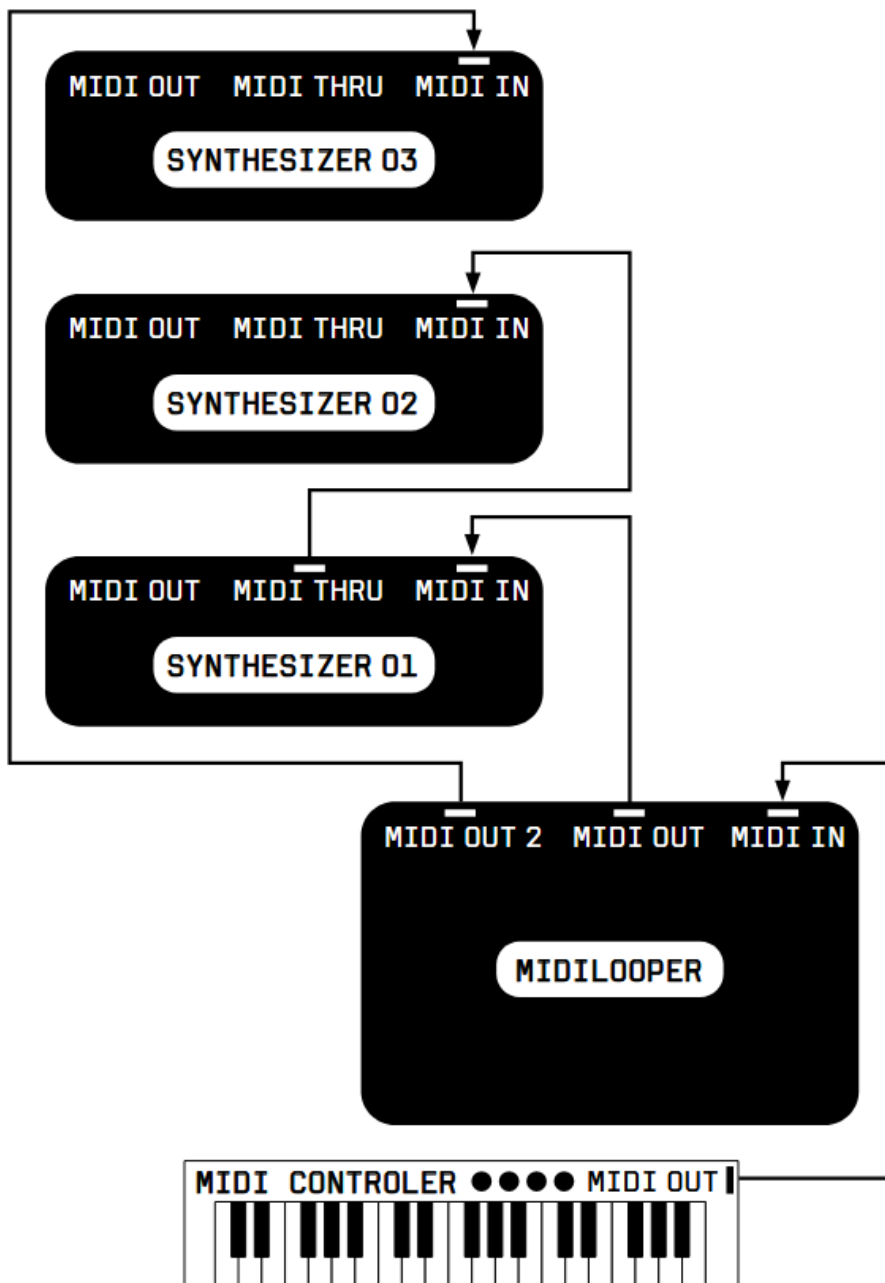 MIDI OUT MIDI THRU MIDI IN
SYNTHESIZER 03
MIDI OUT MIDI THRU MIDI IN
SYNTHESIZER 02
MIDI OUT MIDI THRU MIDI IN
SYNTHESIZER 01
MIDI OUT 2 MIDI OUT MIDI IN
MIDILOOPER
MIDI CONTROLER MIDI OUT